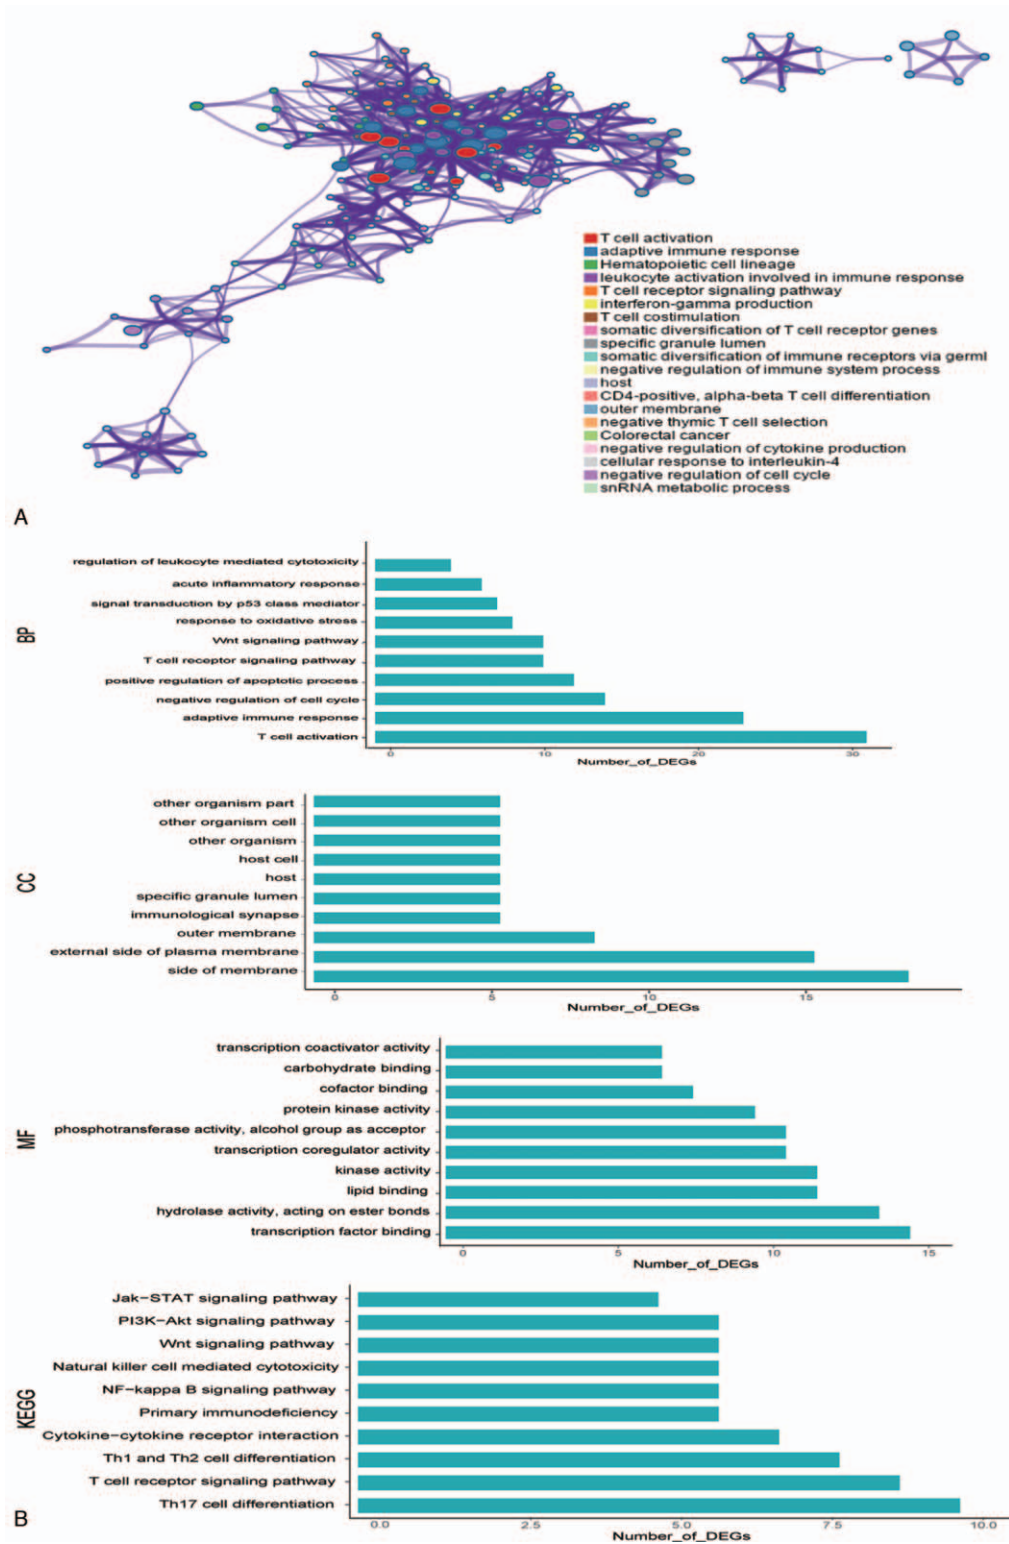 T cell activation
adaptive immune response
Hematopoietic cell lineage
leukocyte activation involved in immune response
T cell receptor signaling pathway
interferon-gamma production
T cell costimulation
somatic diversification of T cell receptor genes
specific granule lumen
somatic diversification of immune receptors via germl
negative regulation of immune system process
host
CD4-positive, alpha-beta T cell differentiation
outer membrane
negative thymic T cell selection
Colorectal cancer
negative regulation of cytokine production
cellular response to interleukin-4
negative regulation of cell cycle
snRNA metabolic process
A
BP
regulation of leukocyte mediated cytotoxicity
acute inflammatory response
signal transduction by p53 class mediator
response to oxidative stress
Wnt signaling pathway
T cell receptor signaling pathway
positive regulation of apoptotic process
negative regulation of cell cycle
adaptive immune response
T cell activation
0 10 20 30
Number_of_DEGs
CC
other organism part
other organism cell
other organism
host cell
host
specific granule lumen
immunological synapse
outer membrane
external side of plasma membrane
side of membrane
0 5 10 15
Number_of_DEGs
MF
transcription coactivator activity
carbohydrate binding
cofactor binding
protein kinase activity
phosphotransferase activity, alcohol group as acceptor
transcription coregulator activity
kinase activity
lipid binding
hydrolase activity, acting on ester bonds
transcription factor binding
0 5 10 15
Number_of_DEGs
KEGG
Jak−STAT signaling pathway
PI3K−Akt signaling pathway
Wnt signaling pathway
Natural killer cell mediated cytotoxicity
NF−kappa B signaling pathway
Primary immunodeficiency
Cytokine−cytokine receptor interaction
Th1 and Th2 cell differentiation
T cell receptor signaling pathway
Th17 cell differentiation
0.0 2.5 5.0 7.5 10.0
Number_of_DEGs
B